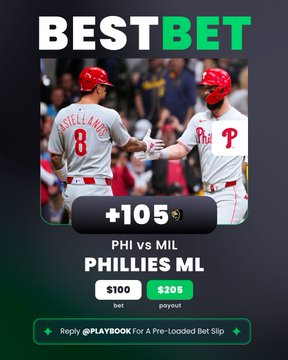 BESTBET
CASTELLANOS
8
Phi
P
+105
PHI vs MIL
PHILLIES ML
$100
$205
bet
payout
Reply @PLAYBOOK For A Pre-Loaded Bet Slip